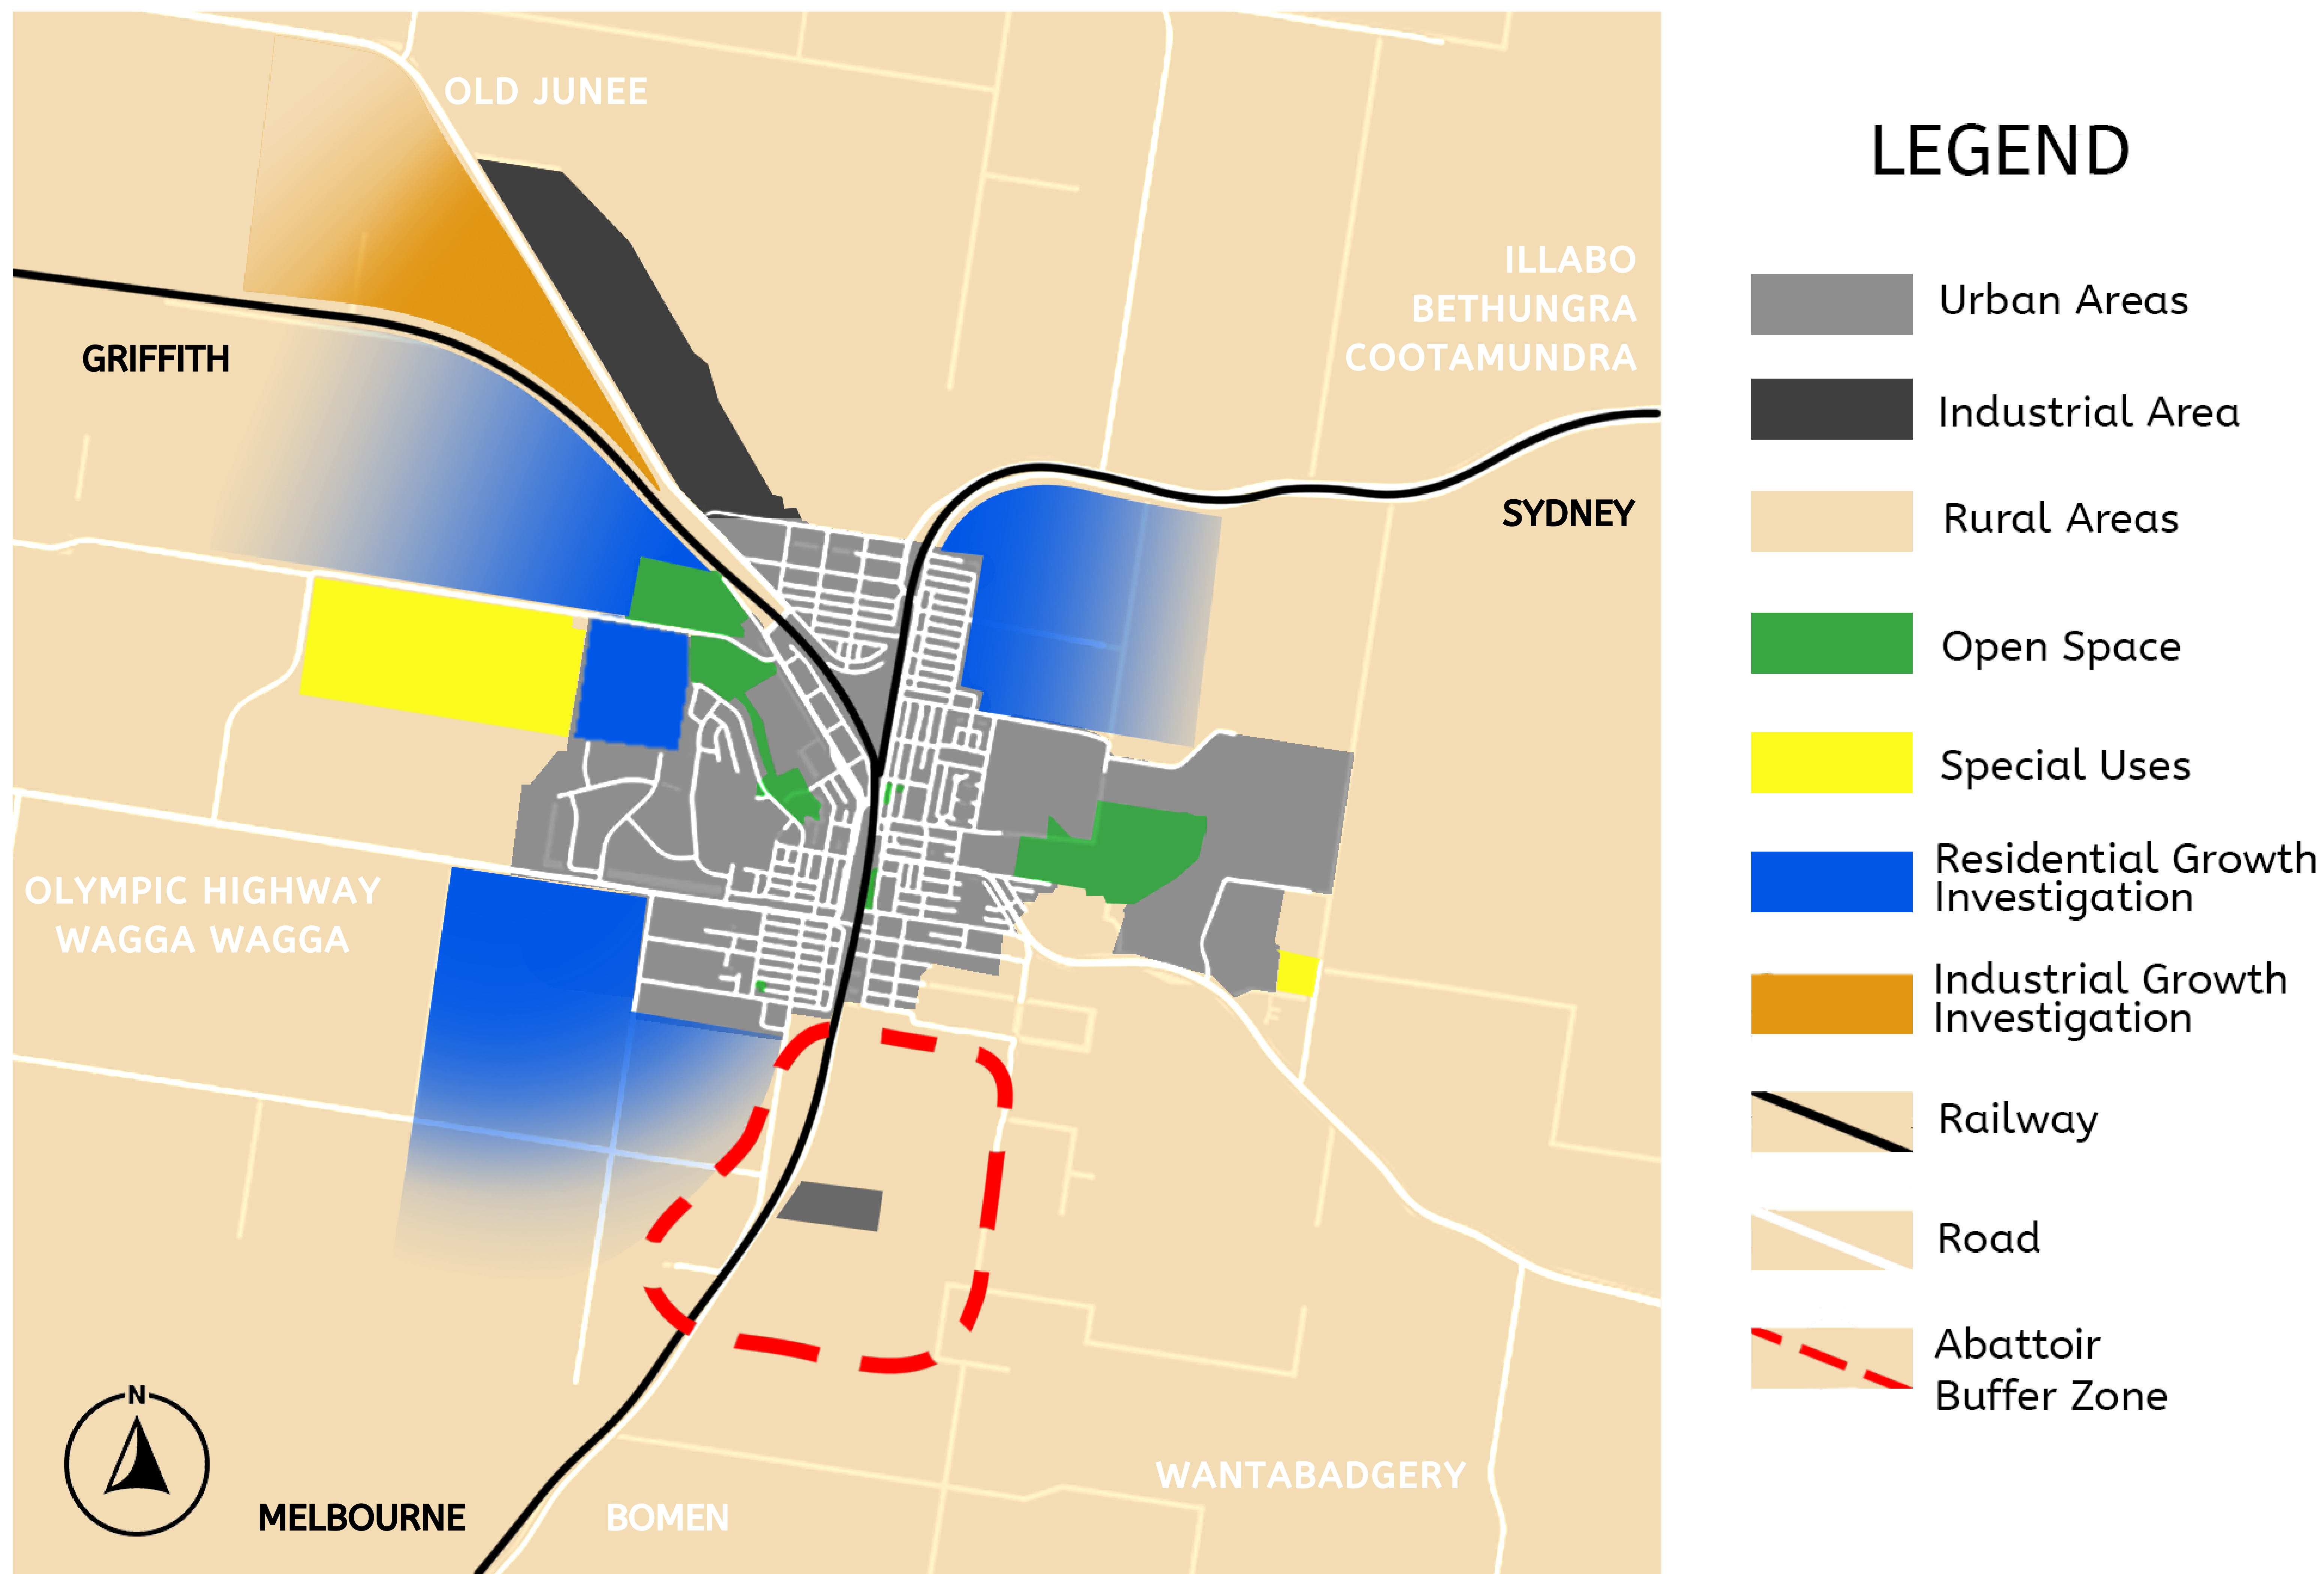 OLD JUNEE
ILLABO
BETHUNGRA
COOTAMUNDRA
GRIFFITH
SYDNEY
OLYMPIC HIGHWAY
WAGGA WAGGA
N
MELBOURNE
BOMEN
WANTABADGERY
LEGEND
Urban Areas
Industrial Area
Rural Areas
Open Space
Special Uses
Residential Growth
Investigation
Industrial Growth
Investigation
Railway
Road
Abattoir
Buffer Zone